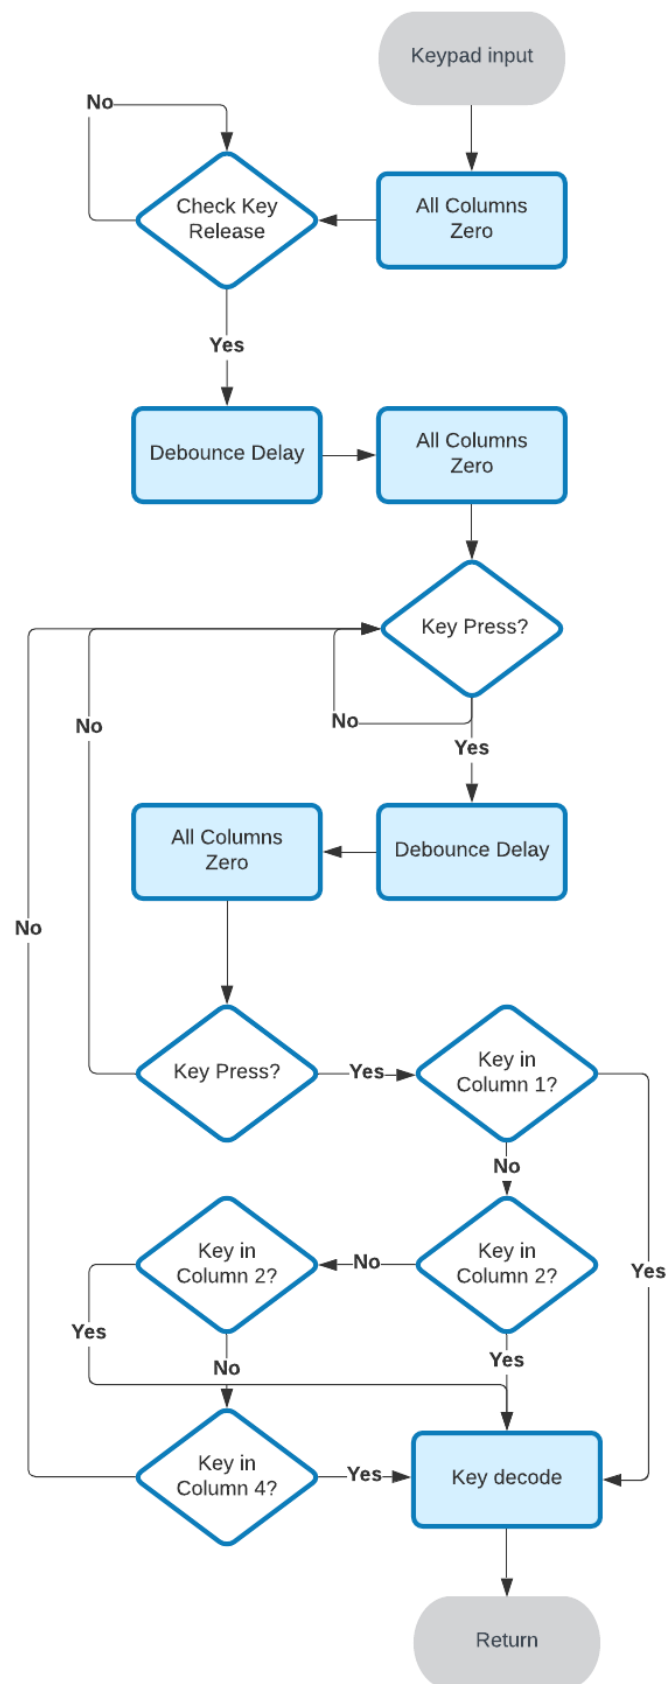 Keypad input
No
Check Key
Release
All Columns
Zero
Yes
Debounce Delay
All Columns
Zero
Key Press?
No
No
Yes
All Columns
Zero
Debounce Delay
No
Key Press?
Yes
Key in
Column 1?
No
Key in
Column 2?
No
Key in
Column 2?
Yes
Yes
No
Yes
Key in
Column 4?
Yes
Key decode
Return